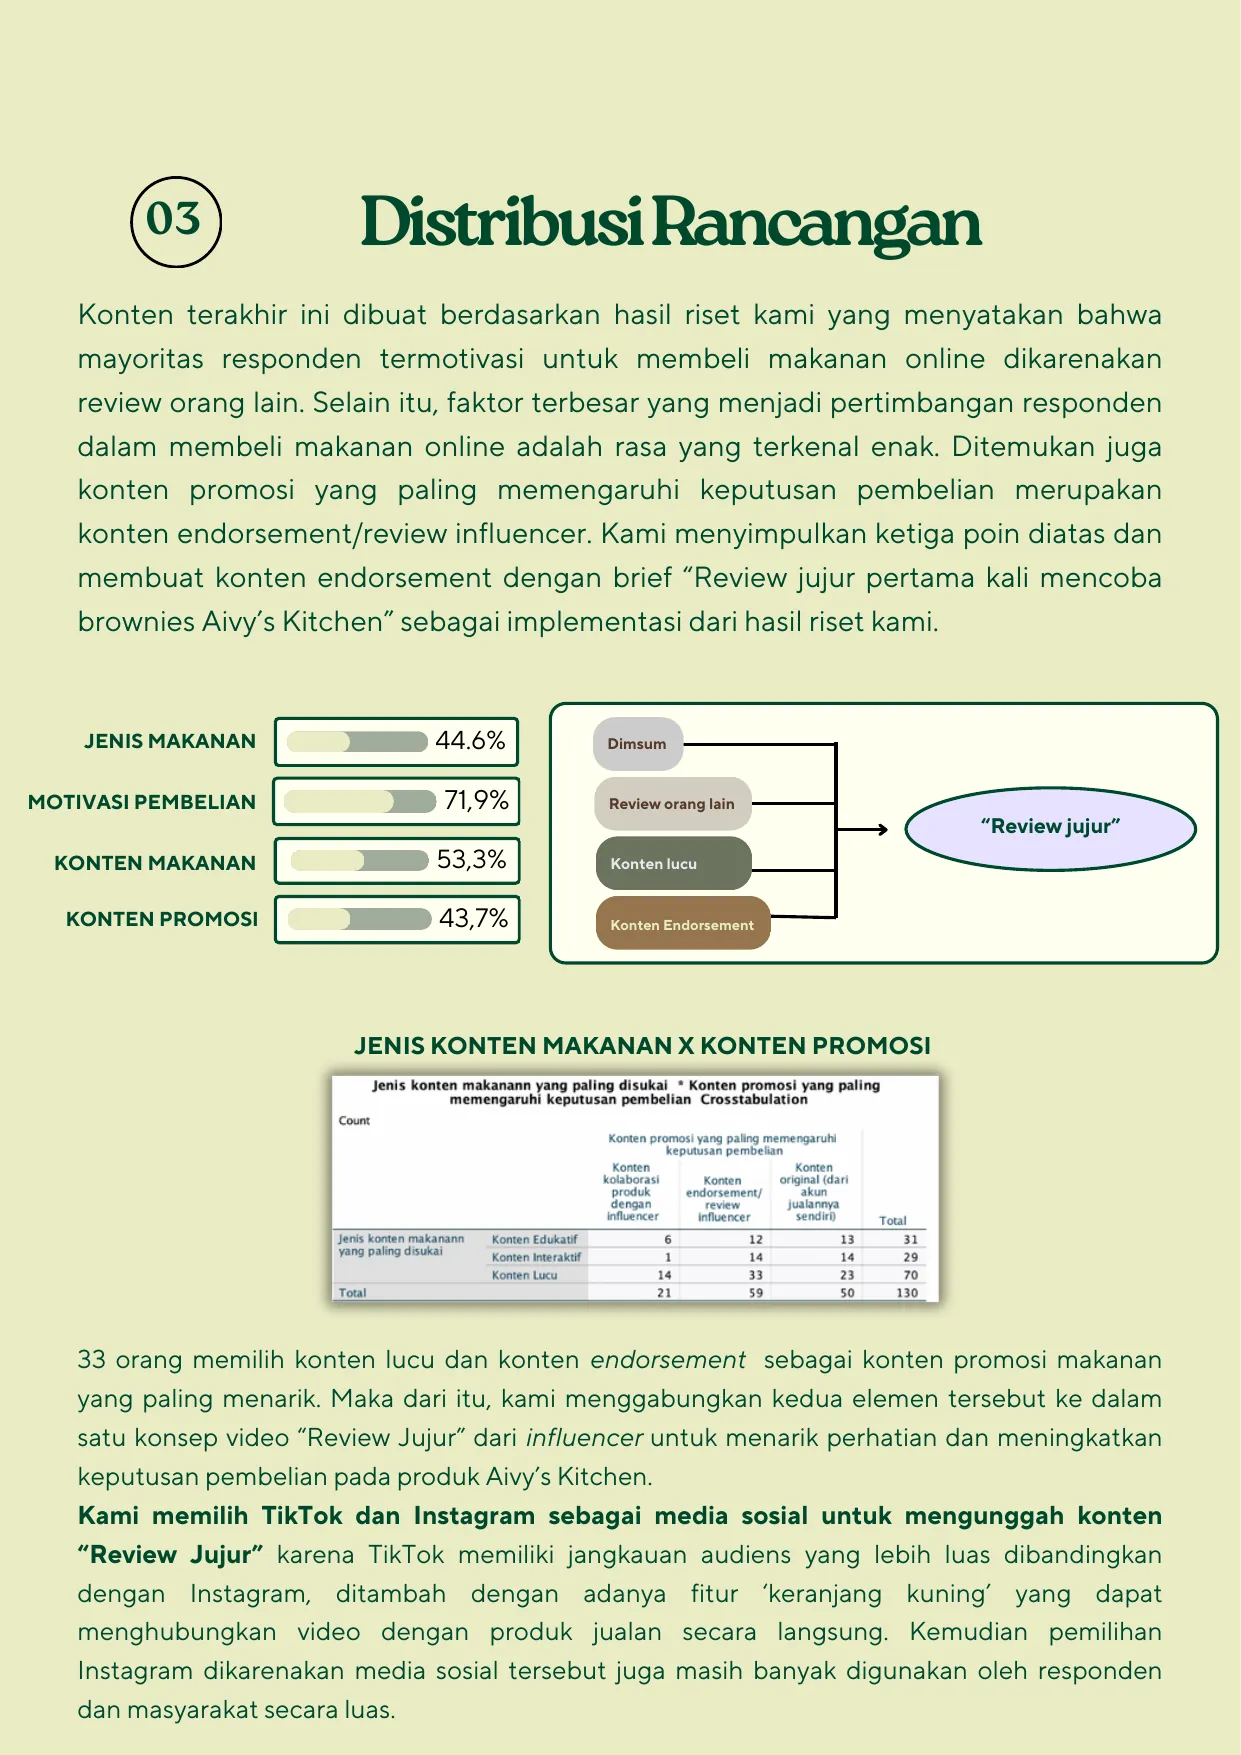 03
Distribusi Rancangan
Konten terakhir ini dibuat berdasarkan hasil riset kami yang menyatakan bahwa
mayoritas responden termotivasi untuk membeli makanan online dikarenakan
review orang lain. Selain itu, faktor terbesar yang menjadi pertimbangan responden
dalam membeli makanan online adalah rasa yang terkenal enak. Ditemukan juga
konten promosi yang paling memengaruhi keputusan pembelian merupakan
konten endorsement/review influencer. Kami menyimpulkan ketiga poin diatas dan
membuat konten endorsement dengan brief “Review jujur pertama kali mencoba
brownies Aivy’s Kitchen” sebagai implementasi dari hasil riset kami.
JENIS MAKANAN 44.6%
MOTIVASI PEMBELIAN 71,9%
KONTEN MAKANAN 53,3%
KONTEN PROMOSI 43,7%
Dimsum
Review orang lain
Konten lucu
Konten Endorsement
“Review jujur”
JENIS KONTEN MAKANAN X KONTEN PROMOSI
Jenis konten makanann yang paling disukai * Konten promosi yang paling
memengaruhi keputusan pembelian Crosstabulation
Count
Konten promosi yang paling memengaruhi
keputusan pembelian
Konten
kolaborasi
produk
dengan
influencer
Konten
endorsement/
review
influencer
Konten
original (dari
akun
jualannya
sendiri)
Total
Jenis konten makanann
yang paling disukai
Konten Edukatif 6 12 13 31
Konten Interaktif 1 14 14 29
Konten Lucu 14 33 23 70
Total 21 59 50 130
33 orang memilih konten lucu dan konten endorsement sebagai konten promosi makanan
yang paling menarik. Maka dari itu, kami menggabungkan kedua elemen tersebut ke dalam
satu konsep video “Review Jujur” dari influencer untuk menarik perhatian dan meningkatkan
keputusan pembelian pada produk Aivy’s Kitchen.
Kami memilih TikTok dan Instagram sebagai media sosial untuk mengunggah konten
“Review Jujur” karena TikTok memiliki jangkauan audiens yang lebih luas dibandingkan
dengan Instagram, ditambah dengan adanya fitur ‘keranjang kuning’ yang dapat
menghubungkan video dengan produk jualan secara langsung. Kemudian pemilihan
Instagram dikarenakan media sosial tersebut juga masih banyak digunakan oleh responden
dan masyarakat secara luas.